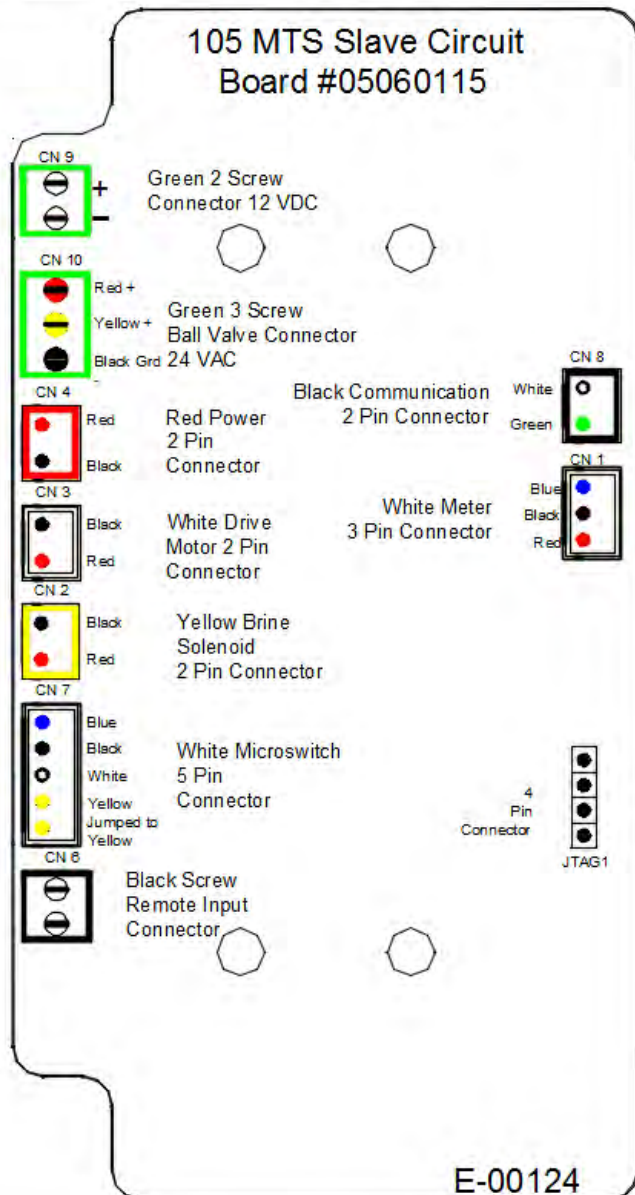 105 MTS Slave Circuit
Board #05060115
CN 9
+
−
Green 2 Screw
Connector 12 VDC
CN 10
Red +
Yellow +
Black Grd
-
Green 3 Screw
Ball Valve Connector
24 VAC
CN 4
Red
Black
Red Power
2 Pin
Connector
CN 3
Black
Red
White Drive
Motor 2 Pin
Connector
CN 2
Black
Red
Yellow Brine
Solenoid
2 Pin Connector
CN 7
Blue
Black
White
Yellow
Jumped to
Yellow
White Microswitch
5 Pin
Connector
CN 6
Black Screw
Remote Input
Connector
CN 8
White
Green
Black Communication
2 Pin Connector
CN 1
Blue
Black
Red
White Meter
3 Pin Connector
4
Pin
Connector
JTAG1
E-00124